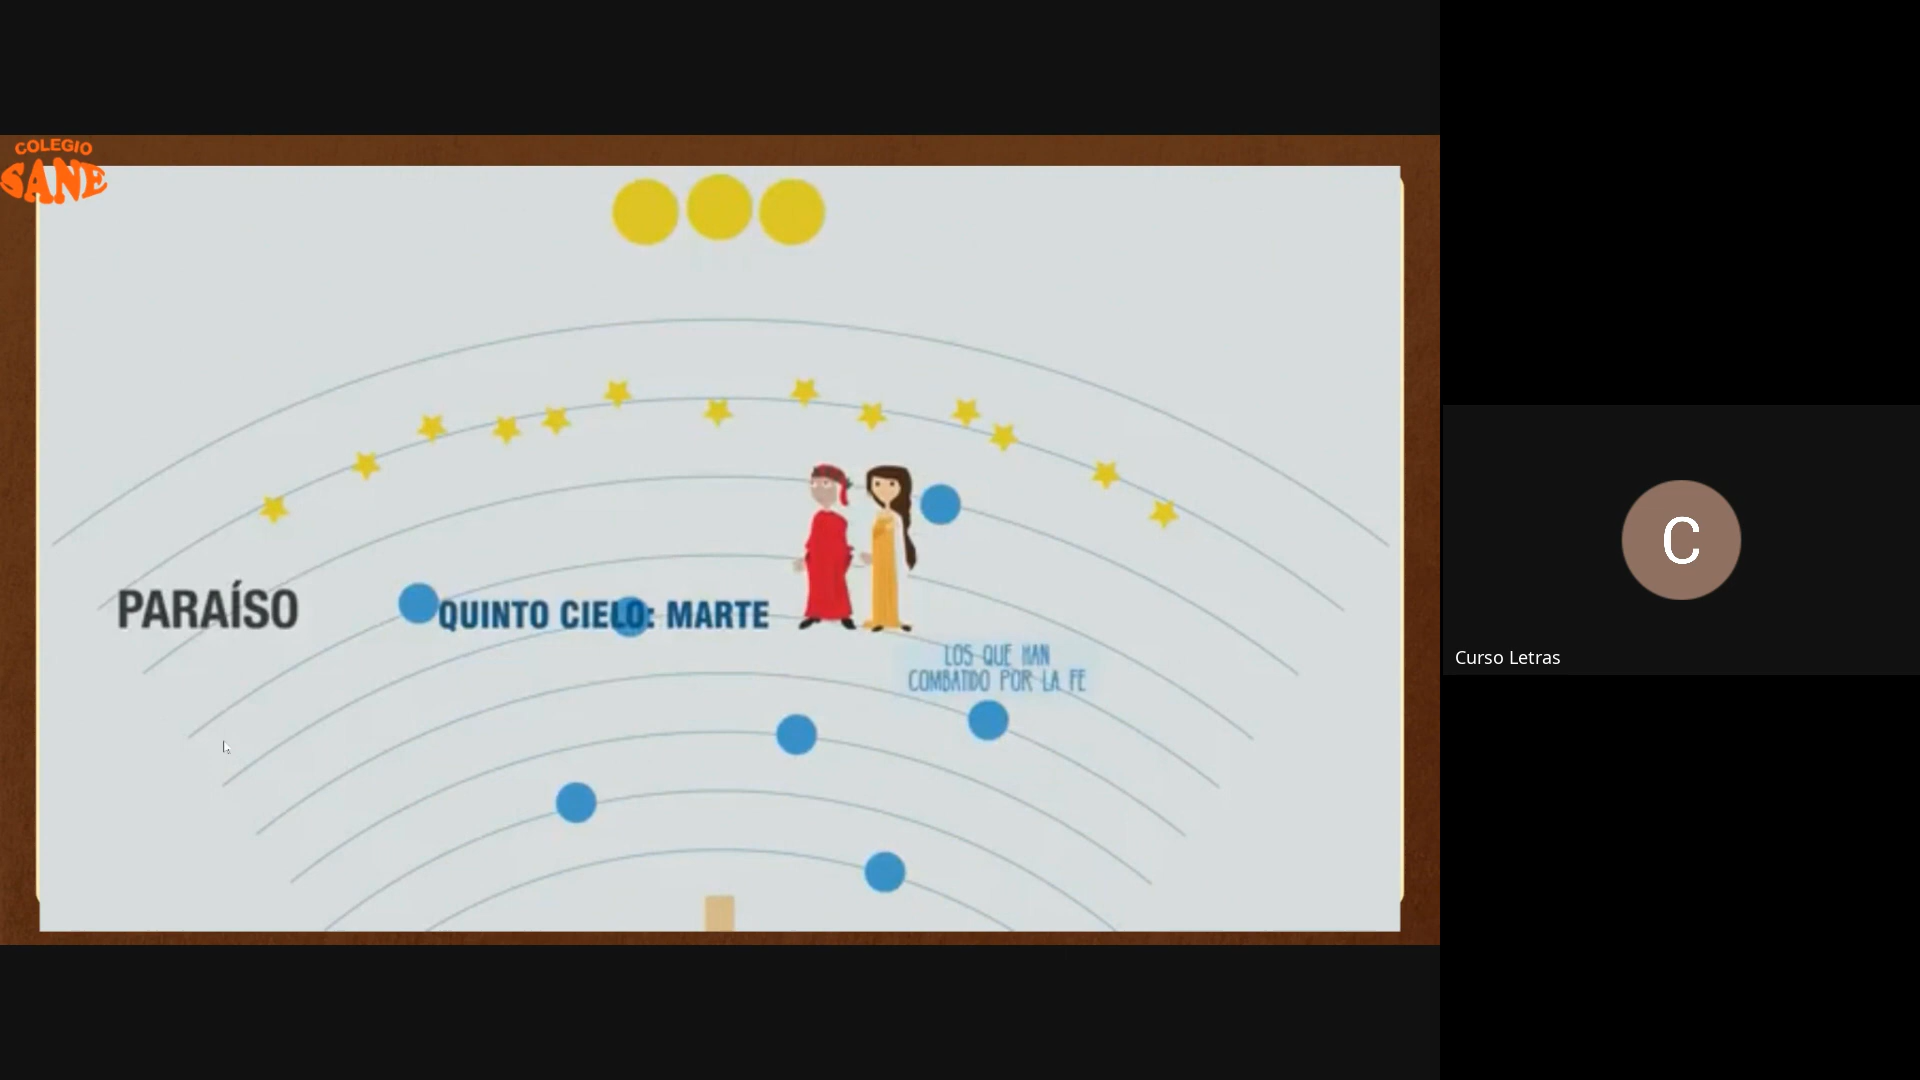 COLEGIO
SANE
PARAÍSO
QUINTO CIELO: MARTE
LOS QUE HAN
COMBATIDO POR LA FE
C
Curso Letras